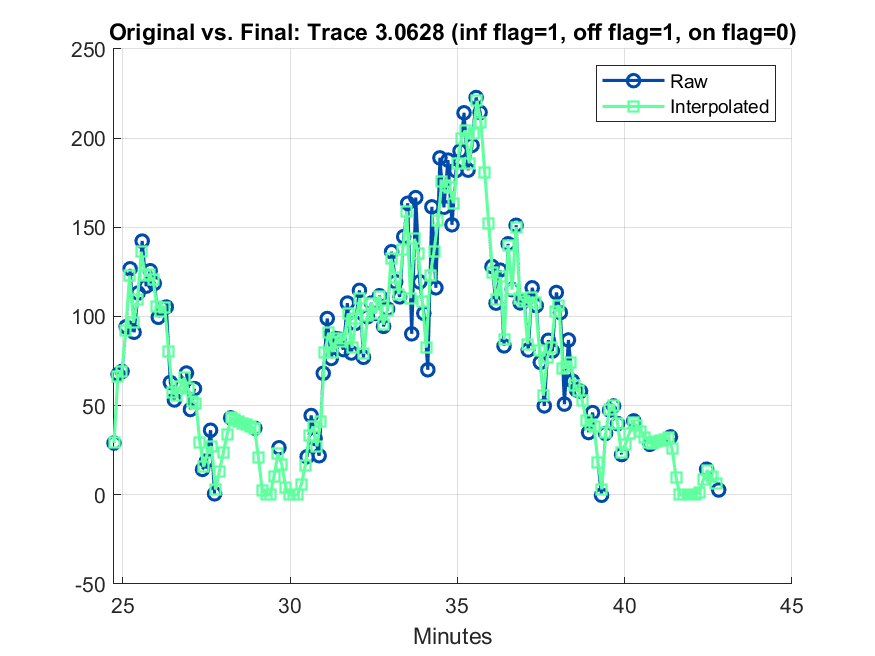 Original vs. Final: Trace 3.0628 (inf flag=1, off flag=1, on flag=0)
250
Raw
Interpolated
200
150
100
50
0
-50
25 30 35 40 45
Minutes